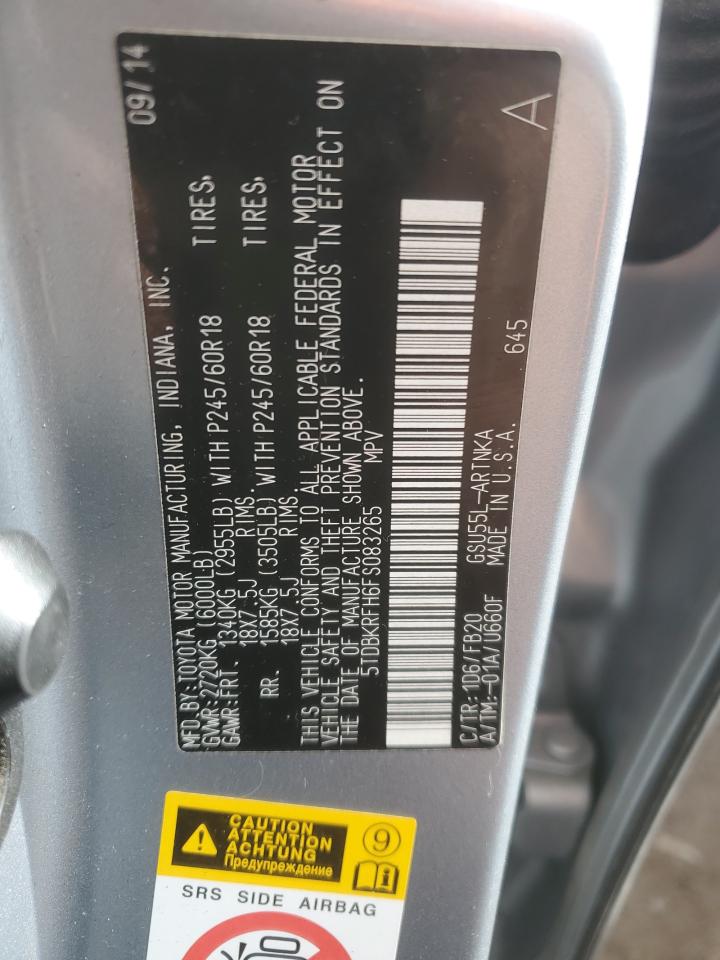 09/14
MFD. BY: TOYOTA MOTOR MANUFACTURING, INDIANA, INC.
GVWR: 2720KG (6000LB)
GAWR: FRT. 1340KG (2955LB) WITH P245/60R18 TIRES,
18X7.5J RIMS.
RR. 1585KG (3505LB) WITH P245/60R18 TIRES,
18X7.5J RIMS.
THIS VEHICLE CONFORMS TO ALL APPLICABLE FEDERAL MOTOR
VEHICLE SAFETY AND THEFT PREVENTION STANDARDS IN EFFECT ON
THE DATE OF MANUFACTURE SHOWN ABOVE.
5TDBKRFH6FS083265 MPV
C/TR: 1D6/FB20 GSU55L-ARTNKA 645
A/TM: -01A/U660F MADE IN U.S.A.
A
CAUTION
ATTENTION
ACHTUNG
Предупреждение
9
i
SRS SIDE AIRBAG